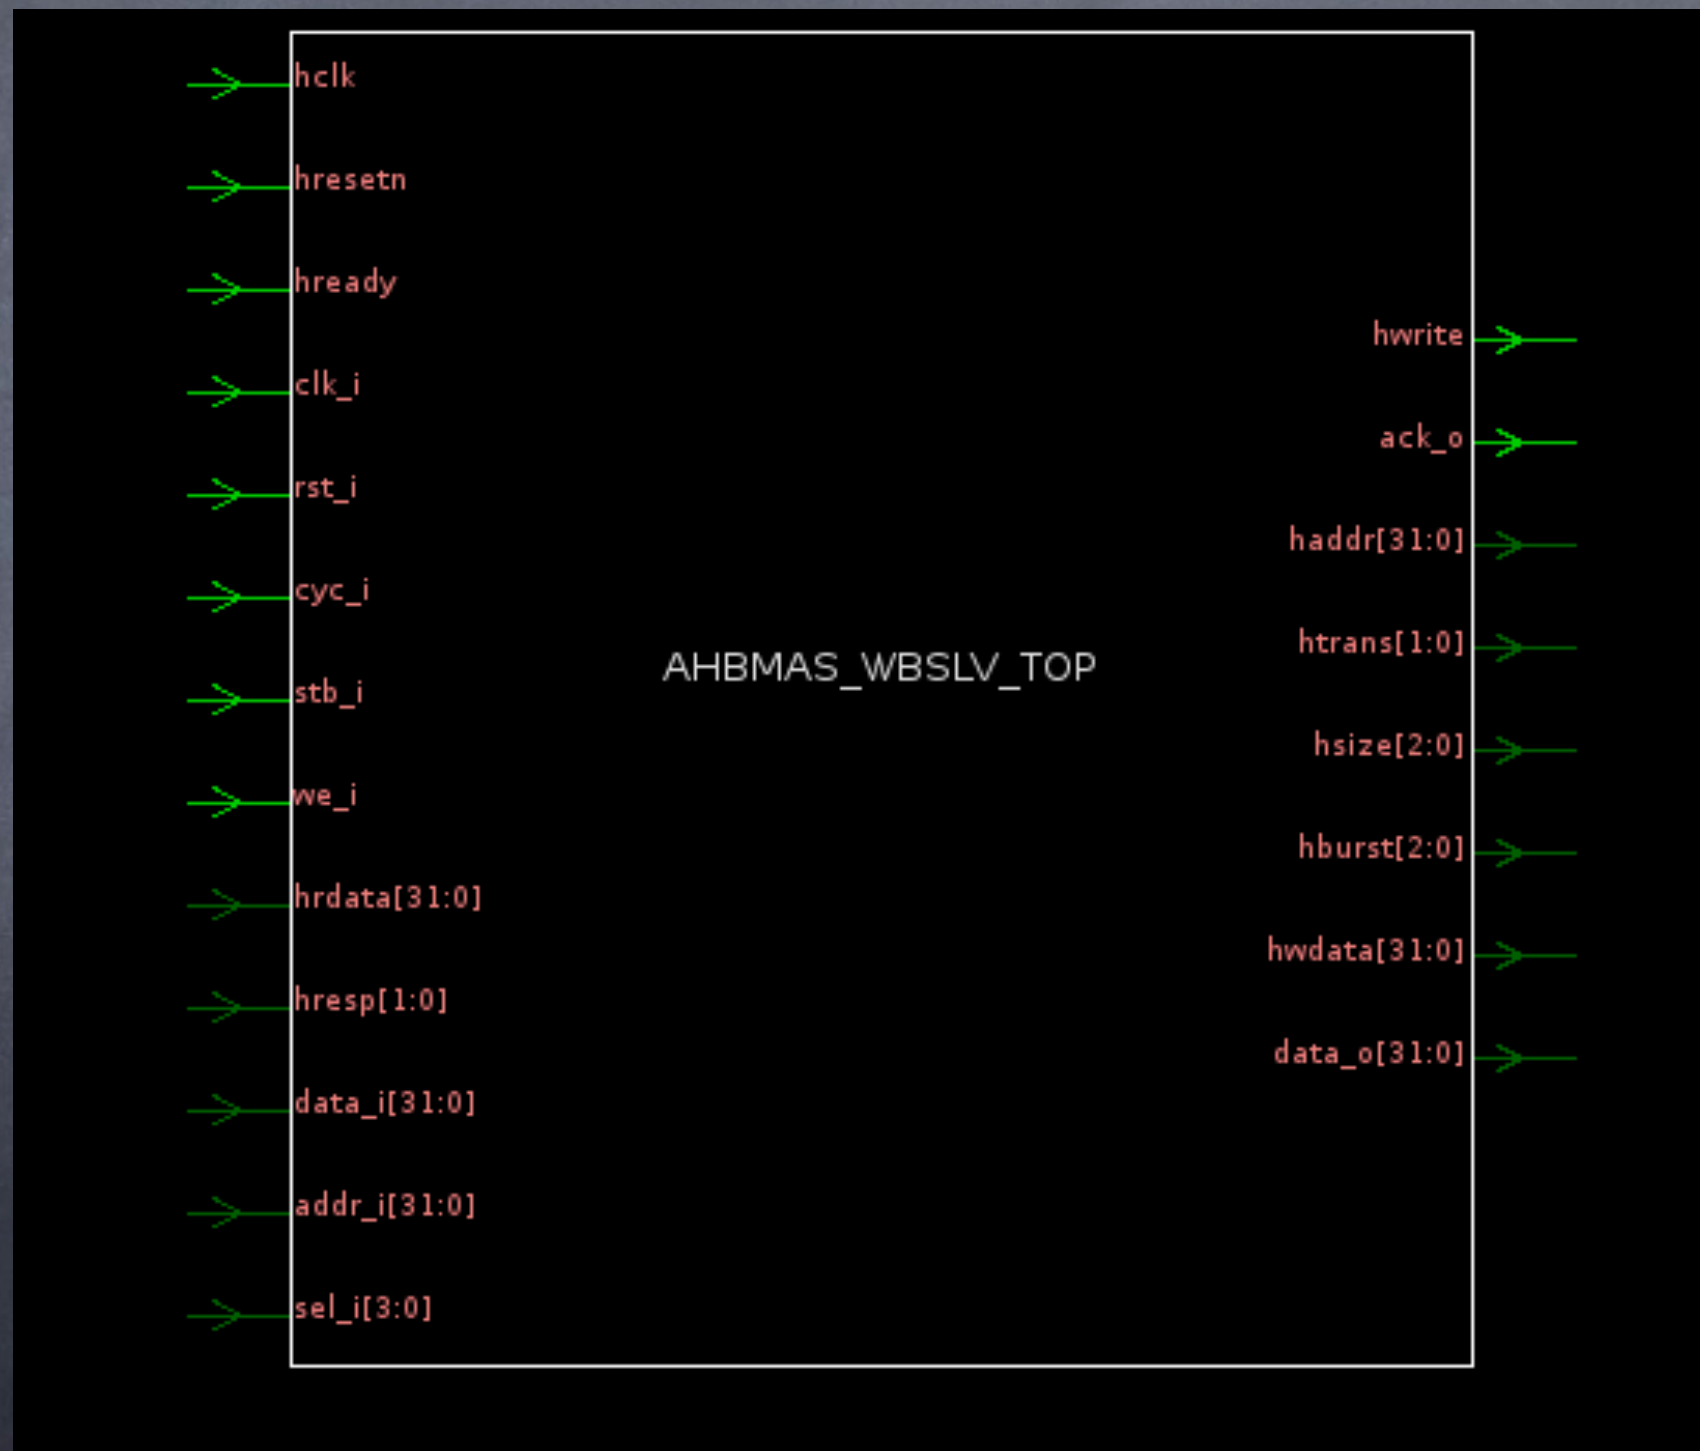 hclk
hresetn
hready
clk_i
rst_i
cyc_i
stb_i
we_i
hrdata[31:0]
hresp[1:0]
data_i[31:0]
addr_i[31:0]
sel_i[3:0]
AHBMAS_WBSLV_TOP
hwrite
ack_o
haddr[31:0]
htrans[1:0]
hsize[2:0]
hburst[2:0]
hwdata[31:0]
data_o[31:0]